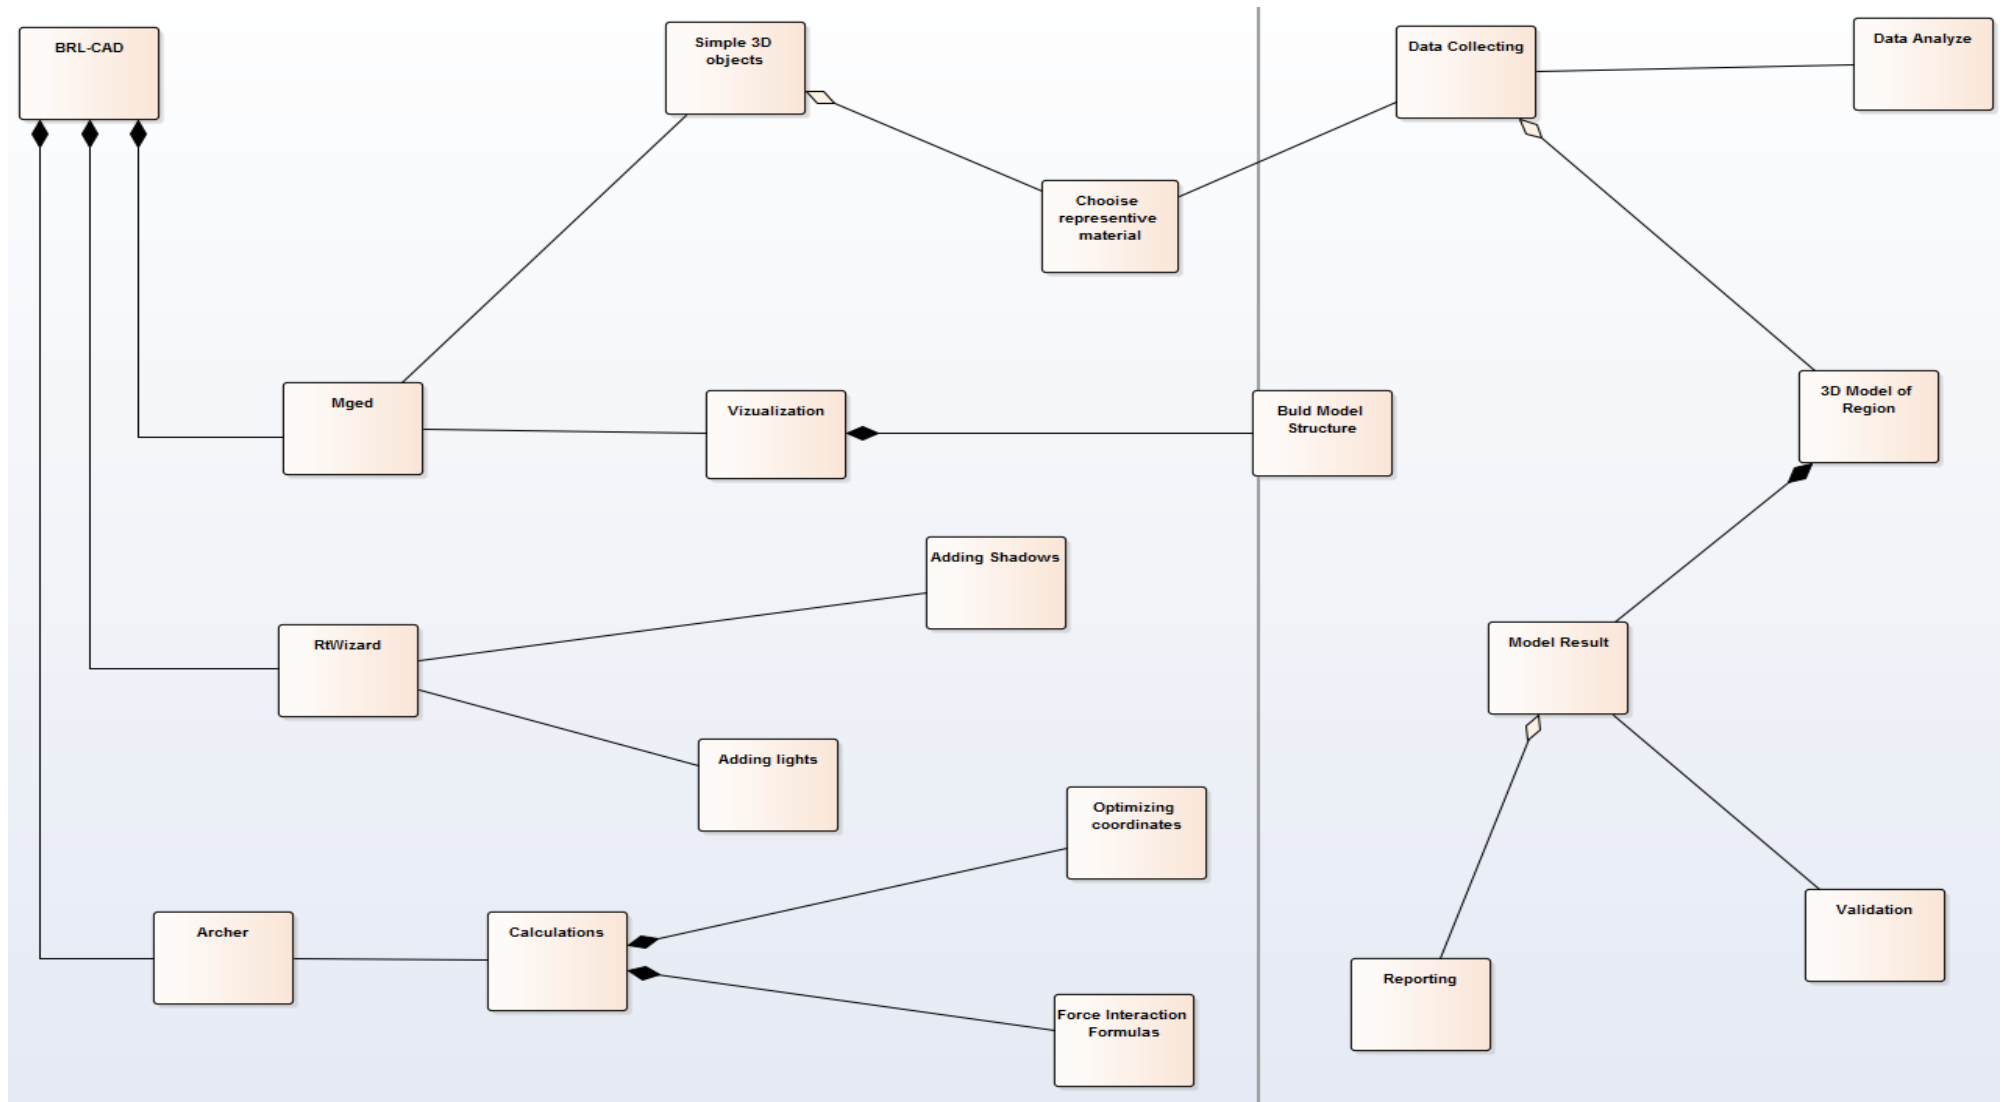 BRL-CAD
Simple 3D
objects
Data Collecting
Data Analyze
Chooise
representive
material
Mged
Vizualization
Buld Model
Structure
3D Model of
Region
Adding Shadows
RtWizard
Model Result
Adding lights
Optimizing
coordinates
Archer
Calculations
Validation
Reporting
Force Interaction
Formulas